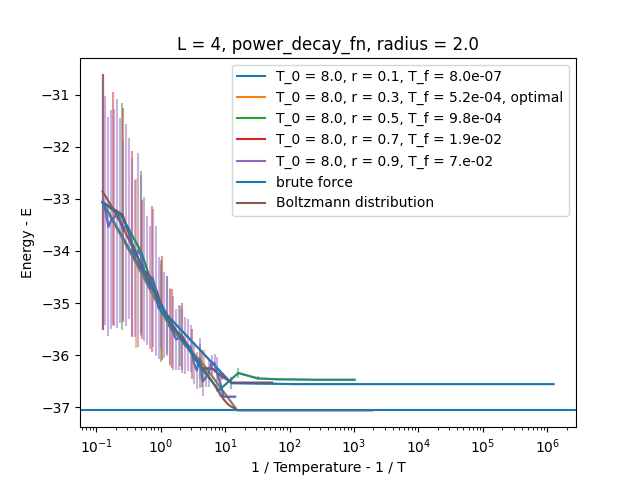 L = 4, power_decay_fn, radius = 2.0
T_0 = 8.0, r = 0.1, T_f = 8.0e-07
T_0 = 8.0, r = 0.3, T_f = 5.2e-04, optimal
T_0 = 8.0, r = 0.5, T_f = 9.8e-04
T_0 = 8.0, r = 0.7, T_f = 1.9e-02
T_0 = 8.0, r = 0.9, T_f = 7.e-02
brute force
Boltzmann distribution
Energy - E
−31
−32
−33
−34
−35
−36
−37
10⁻¹ 10⁰ 10¹ 10² 10³ 10⁴ 10⁵ 10⁶
1 / Temperature - 1 / T